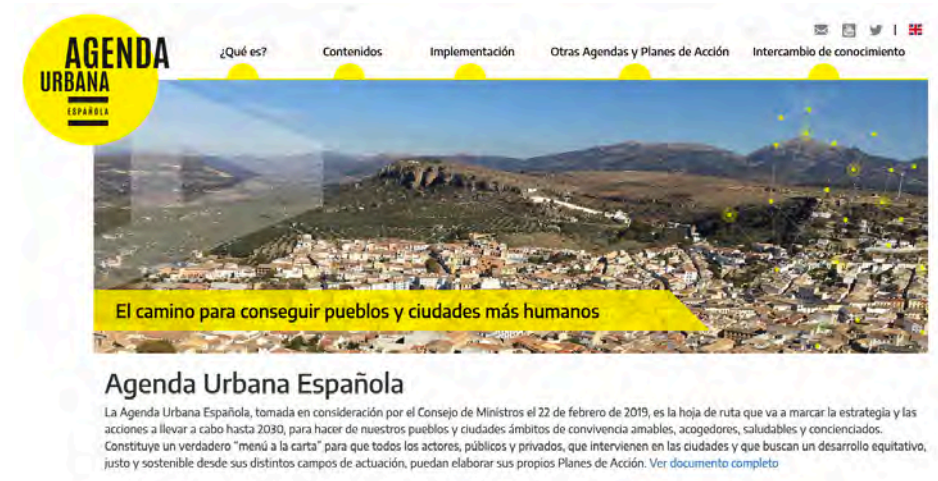 AGENDA
URBANA
ESPAÑOLA
¿Qué es?
Contenidos
Implementación
Otras Agendas y Planes de Acción
Intercambio de conocimiento
El camino para conseguir pueblos y ciudades más humanos
Agenda Urbana Española
La Agenda Urbana Española, tomada en consideración por el Consejo de Ministros el 22 de febrero de 2019, es la hoja de ruta que va a marcar la estrategia y las
acciones a llevar a cabo hasta 2030, para hacer de nuestros pueblos y ciudades ámbitos de convivencia amables, acogedores, saludables y concienciados.
Constituye un verdadero "menú a la carta" para que todos los actores, públicos y privados, que intervienen en las ciudades y que buscan un desarrollo equitativo,
justo y sostenible desde sus distintos campos de actuación, puedan elaborar sus propios Planes de Acción. Ver documento completo